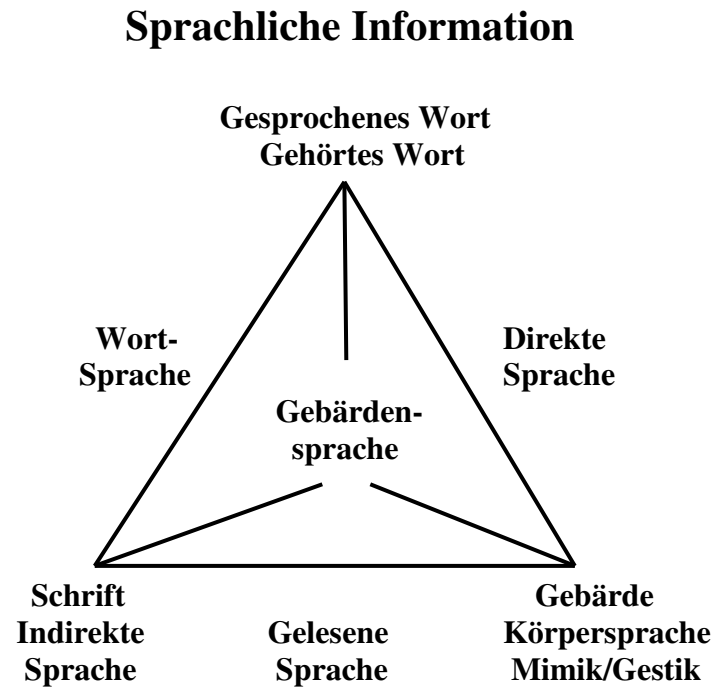 Sprachliche Information
Gesprochenes Wort
Gehörtes Wort
Wort-
Sprache
Direkte
Sprache
Gebärden-
sprache
Schrift
Indirekte
Sprache
Gelesene
Sprache
Gebärde
Körpersprache
Mimik/Gestik